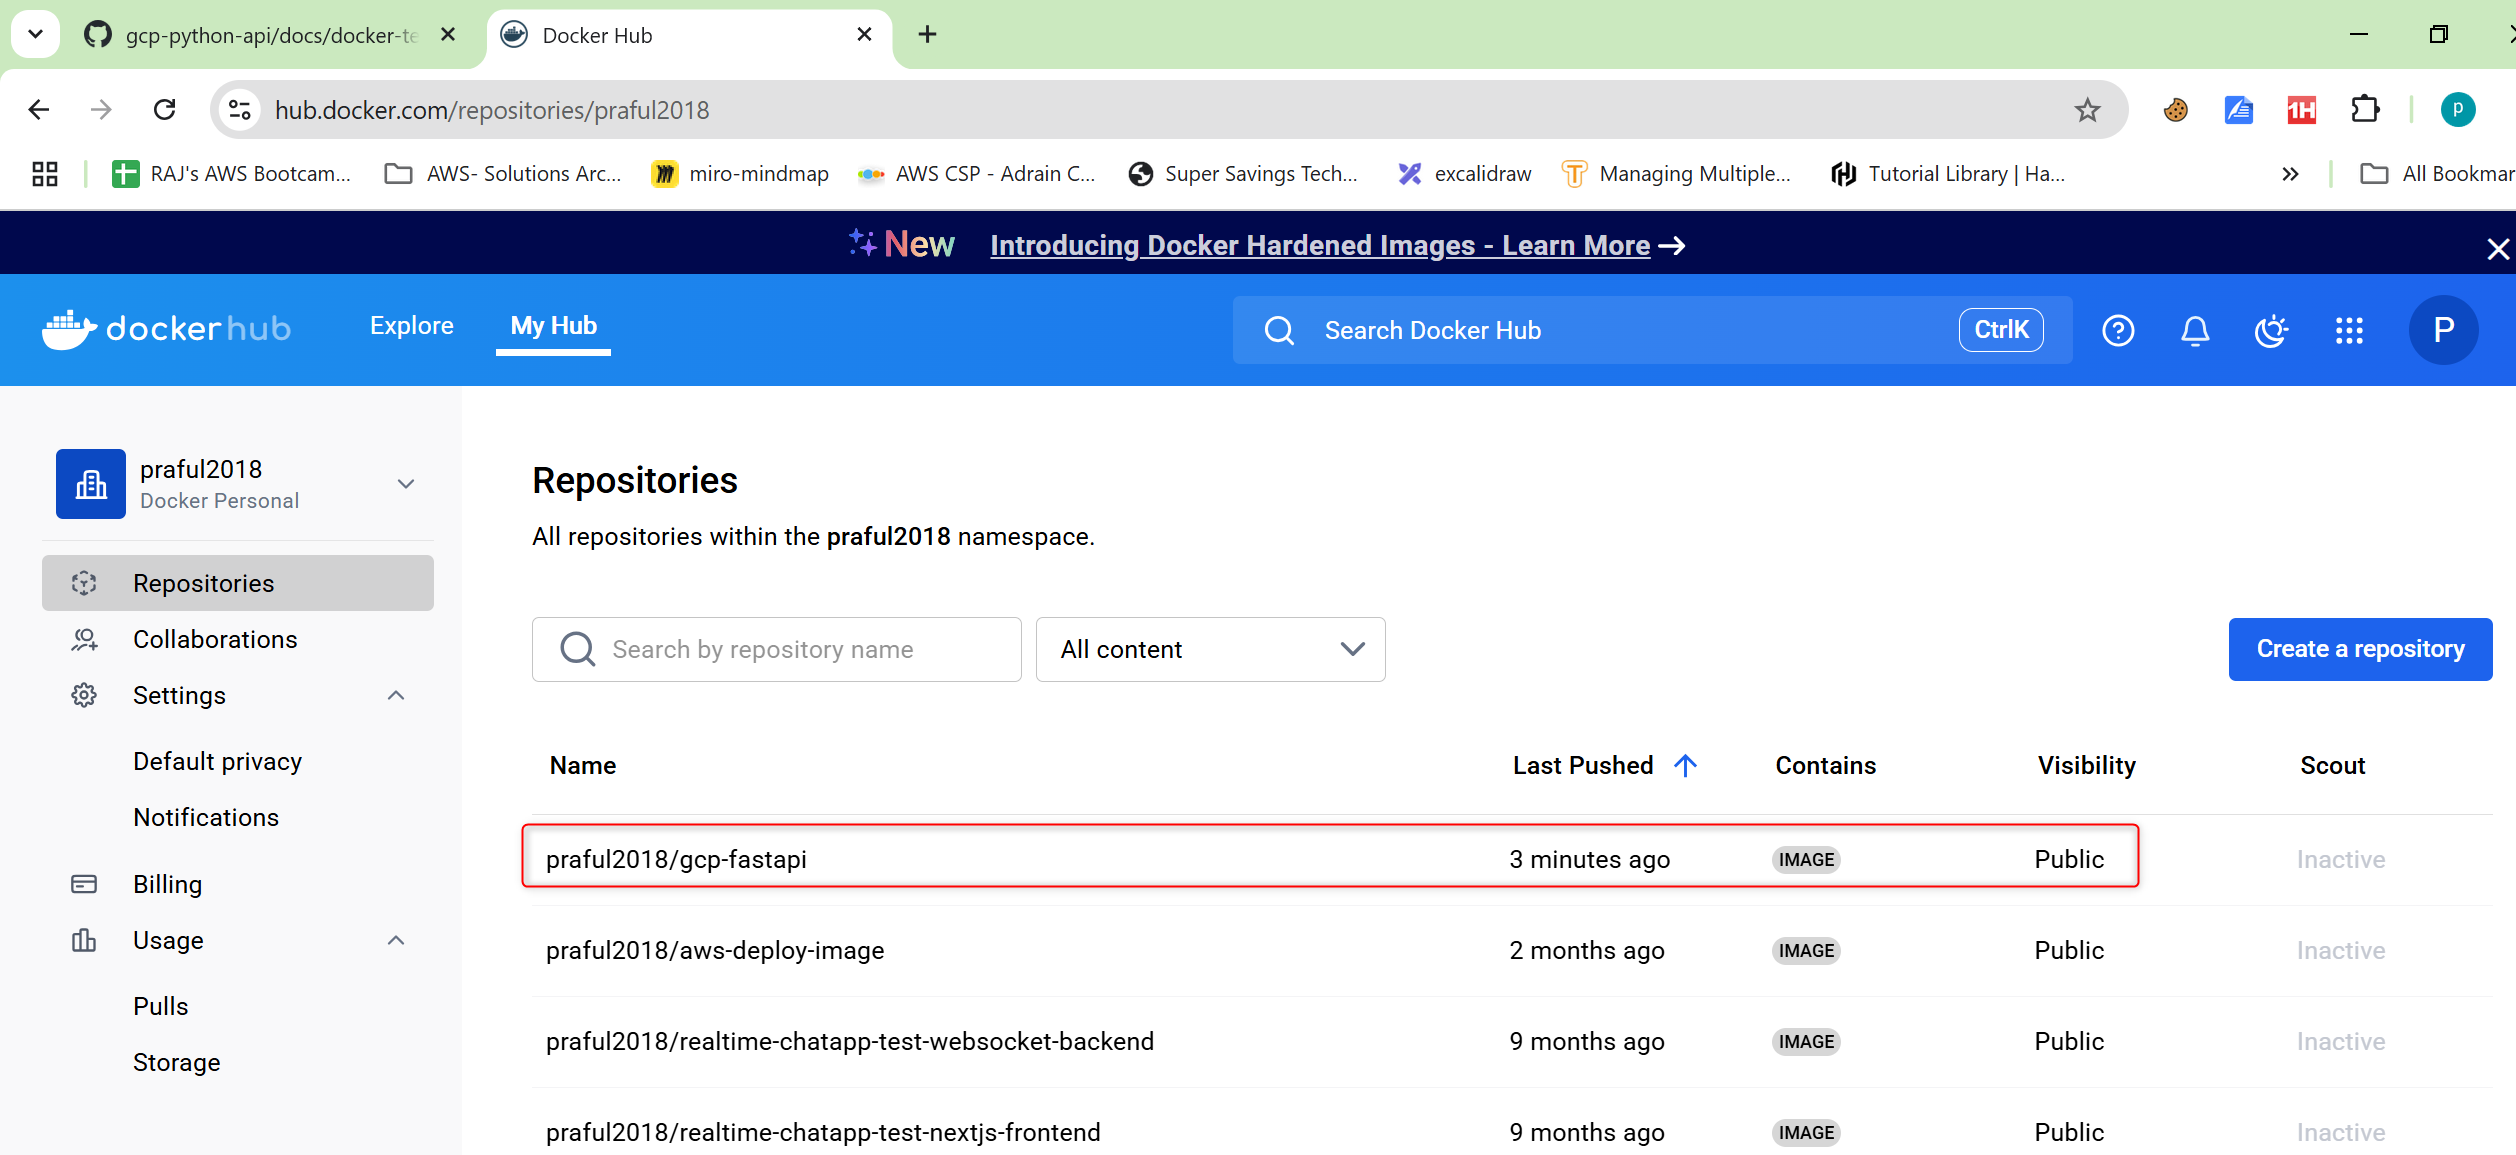 gcp-python-api/docs/docker-te
Docker Hub
hub.docker.com/repositories/praful2018
p
RAJ's AWS Bootcam...
AWS- Solutions Arc...
miro-mindmap
AWS CSP - Adrain C...
Super Savings Tech...
excalidraw
Managing Multiple...
Tutorial Library | Ha...
All Bookmar
New
Introducing Docker Hardened Images - Learn More
dockerhub
Explore
My Hub
Search Docker Hub
CtrlK
P
praful2018
Docker Personal
Repositories
Collaborations
Settings
Default privacy
Notifications
Billing
Usage
Pulls
Storage
Repositories
All repositories within the praful2018 namespace.
Search by repository name
All content
Create a repository
Name Last Pushed Contains Visibility Scout
praful2018/gcp-fastapi 3 minutes ago IMAGE Public Inactive
praful2018/aws-deploy-image 2 months ago IMAGE Public Inactive
praful2018/realtime-chatapp-test-websocket-backend 9 months ago IMAGE Public Inactive
praful2018/realtime-chatapp-test-nextjs-frontend 9 months ago IMAGE Public Inactive